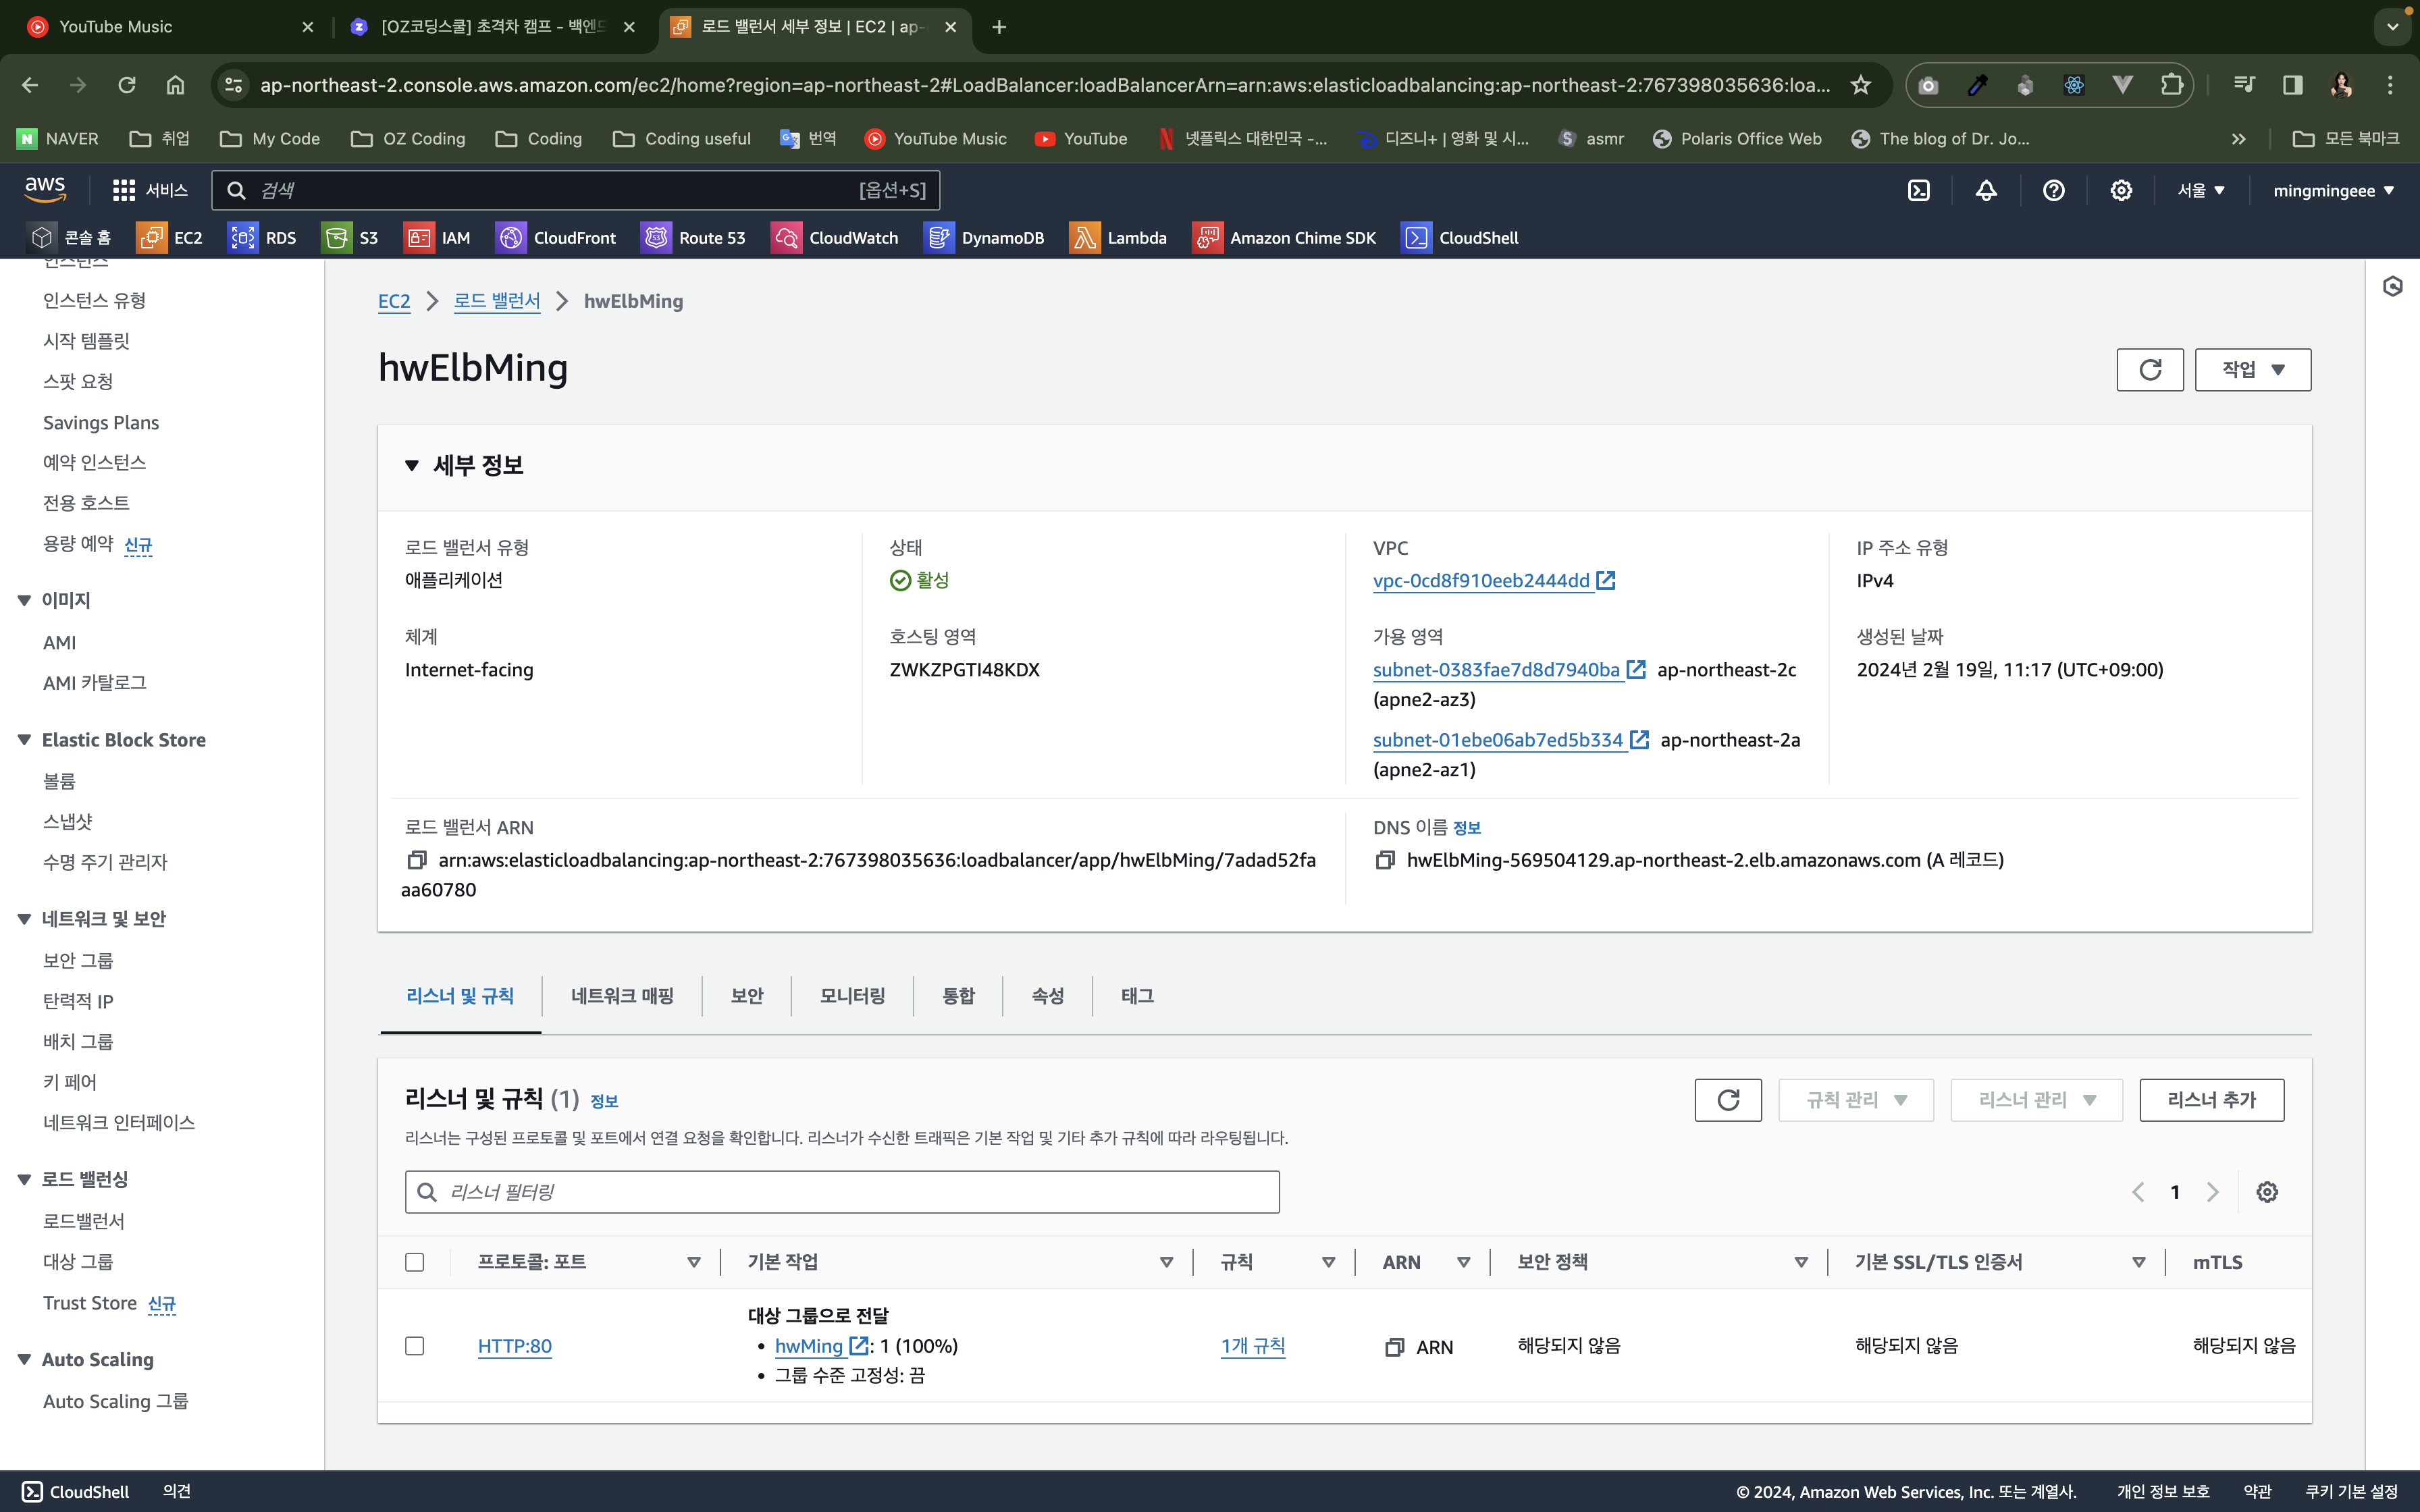 YouTube Music
[OZ코딩스쿨] 초격차 캠프 - 백엔드
로드 밸런서 세부 정보 | EC2 | ap-
ap-northeast-2.console.aws.amazon.com/ec2/home?region=ap-northeast-2#LoadBalancer:loadBalancerArn=arn:aws:elasticloadbalancing:ap-northeast-2:767398035636:loa...
NAVER 취업 My Code OZ Coding Coding Coding useful 번역 YouTube Music YouTube 넷플릭스 대한민국 -... 디즈니+ | 영화 및 시... asmr Polaris Office Web The blog of Dr. Jo... 모든 북마크
aws 서비스 검색 [옵션+S] 서울 mingmingeee
콘솔 홈 EC2 RDS S3 IAM CloudFront Route 53 CloudWatch DynamoDB Lambda Amazon Chime SDK CloudShell
인스턴스
인스턴스 유형
시작 템플릿
스팟 요청
Savings Plans
예약 인스턴스
전용 호스트
용량 예약 신규
이미지
AMI
AMI 카탈로그
Elastic Block Store
볼륨
스냅샷
수명 주기 관리자
네트워크 및 보안
보안 그룹
탄력적 IP
배치 그룹
키 페어
네트워크 인터페이스
로드 밸런싱
로드밸런서
대상 그룹
Trust Store 신규
Auto Scaling
Auto Scaling 그룹
EC2 로드 밸런서 hwElbMing
hwElbMing
작업
세부 정보
로드 밸런서 유형
애플리케이션
상태
활성
VPC
vpc-0cd8f910eeb2444dd
IP 주소 유형
IPv4
체계
Internet-facing
호스팅 영역
ZWKZPGTI48KDX
가용 영역
subnet-0383fae7d8d7940ba ap-northeast-2c
(apne2-az3)
subnet-01ebe06ab7ed5b334 ap-northeast-2a
(apne2-az1)
생성된 날짜
2024년 2월 19일, 11:17 (UTC+09:00)
로드 밸런서 ARN
arn:aws:elasticloadbalancing:ap-northeast-2:767398035636:loadbalancer/app/hwElbMing/7adad52fa
aa60780
DNS 이름 정보
hwElbMing-569504129.ap-northeast-2.elb.amazonaws.com (A 레코드)
리스너 및 규칙 네트워크 매핑 보안 모니터링 통합 속성 태그
리스너 및 규칙 (1) 정보
규칙 관리 리스너 관리 리스너 추가
리스너는 구성된 프로토콜 및 포트에서 연결 요청을 확인합니다. 리스너가 수신한 트래픽은 기본 작업 및 기타 추가 규칙에 따라 라우팅됩니다.
리스너 필터링
1
프로토콜: 포트 기본 작업 규칙 ARN 보안 정책 기본 SSL/TLS 인증서 mTLS
대상 그룹으로 전달
HTTP:80 • hwMing : 1 (100%) 1개 규칙 ARN 해당되지 않음 해당되지 않음 해당되지 않음
• 그룹 수준 고정성: 끔
CloudShell 의견 © 2024, Amazon Web Services, Inc. 또는 계열사. 개인 정보 보호 약관 쿠키 기본 설정